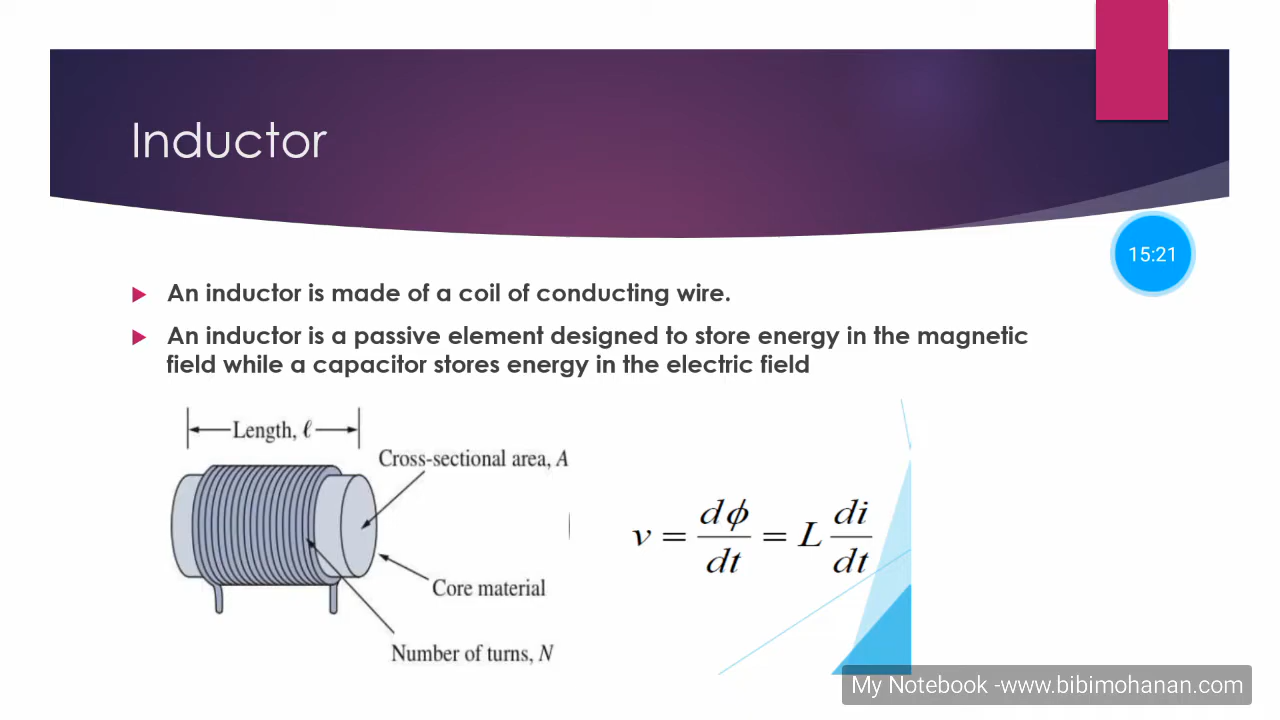 Inductor
15:21
An inductor is made of a coil of conducting wire.
An inductor is a passive element designed to store energy in the magnetic
field while a capacitor stores energy in the electric field
Length, ℓ
Cross-sectional area, A
v = dϕ/dt = L di/dt
Core material
Number of turns, N
My Notebook -www.bibimohanan.com